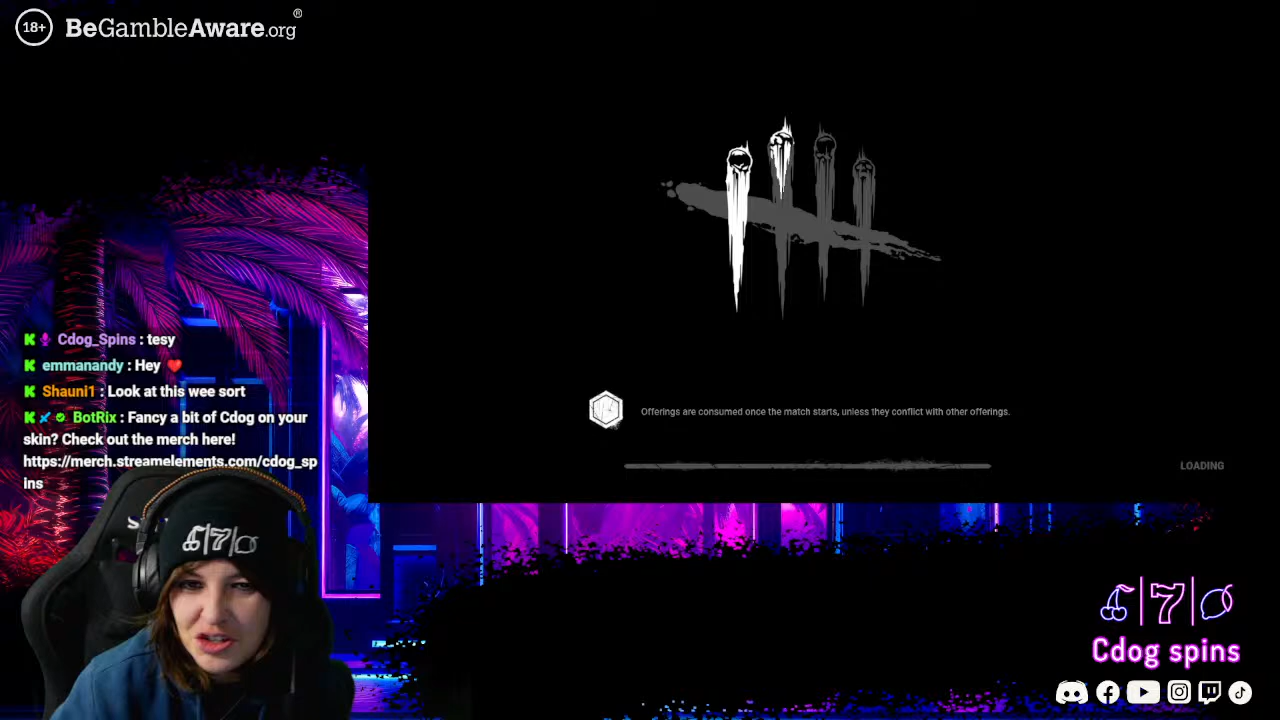 18+ BeGambleAware.org®
Cdog_Spins : tesy
emmanandy : Hey
Shauni1 : Look at this wee sort
BotRix : Fancy a bit of Cdog on your
skin? Check out the merch here!
https://merch.streamelements.com/cdog_sp
ins
Offerings are consumed once the match starts, unless they conflict with other offerings.
LOADING
7
7
Cdog spins